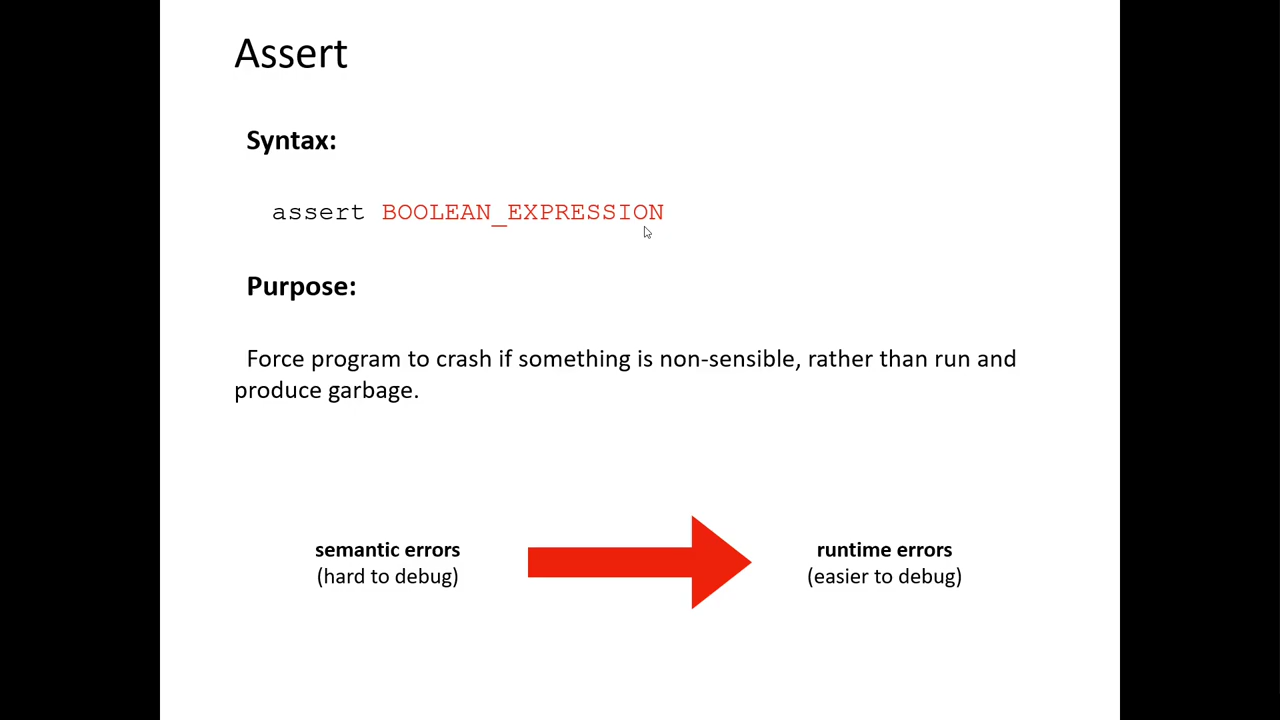 Assert
Syntax:
assert BOOLEAN_EXPRESSION
Purpose:
Force program to crash if something is non-sensible, rather than run and
produce garbage.
semantic errors
(hard to debug)
runtime errors
(easier to debug)